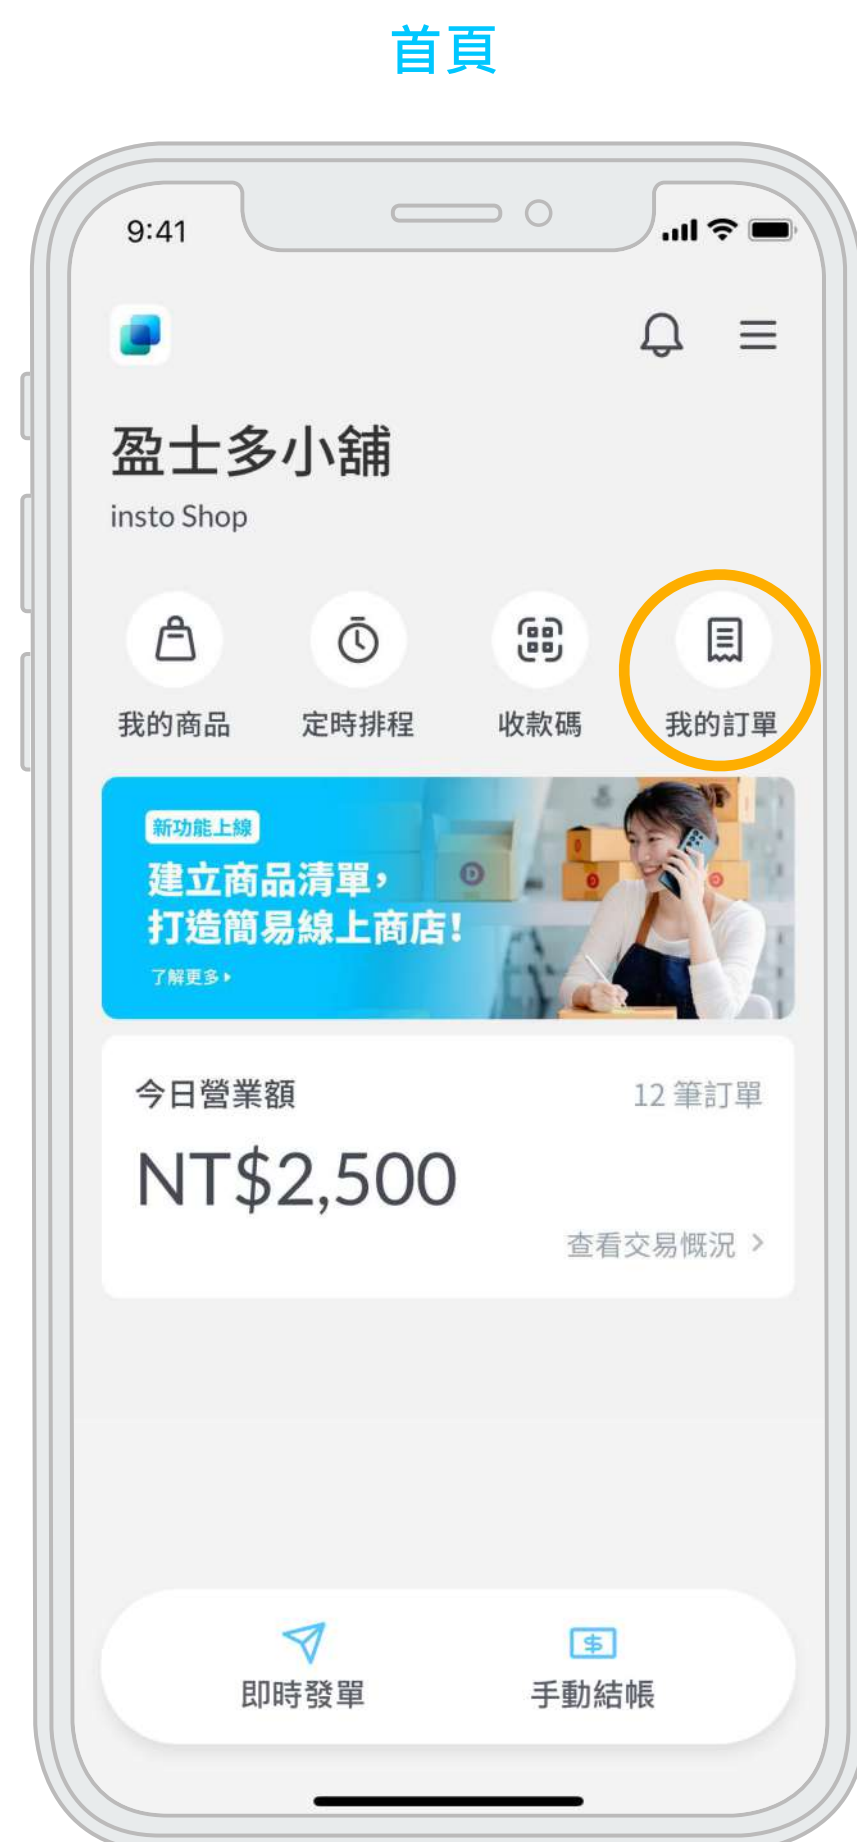 首頁
9:41
盈士多小舖
insto Shop
我的商品 定時排程 收款碼 我的訂單
新功能上線
建立商品清單，
打造簡易線上商店！
了解更多
今日營業額 12 筆訂單
NT$2,500
查看交易慨況
即時發單 手動結帳